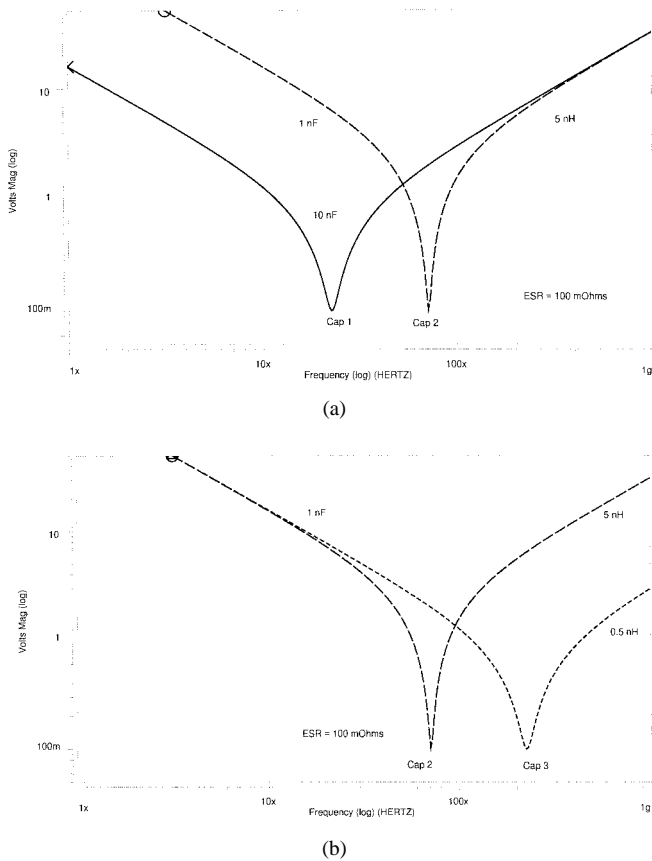 10
1 nF
5 nH
Volts Mag (log)
1
10 nF
ESR = 100 mOhms
100m
Cap 1
Cap 2
1x
10x
100x
1g
Frequency (log) (HERTZ)
(a)
1 nF
5 nH
10
Volts Mag (log)
1
0.5 nH
ESR = 100 mOhms
100m
Cap 2
Cap 3
1x
10x
100x
1g
Frequency (log) (HERTZ)
(b)